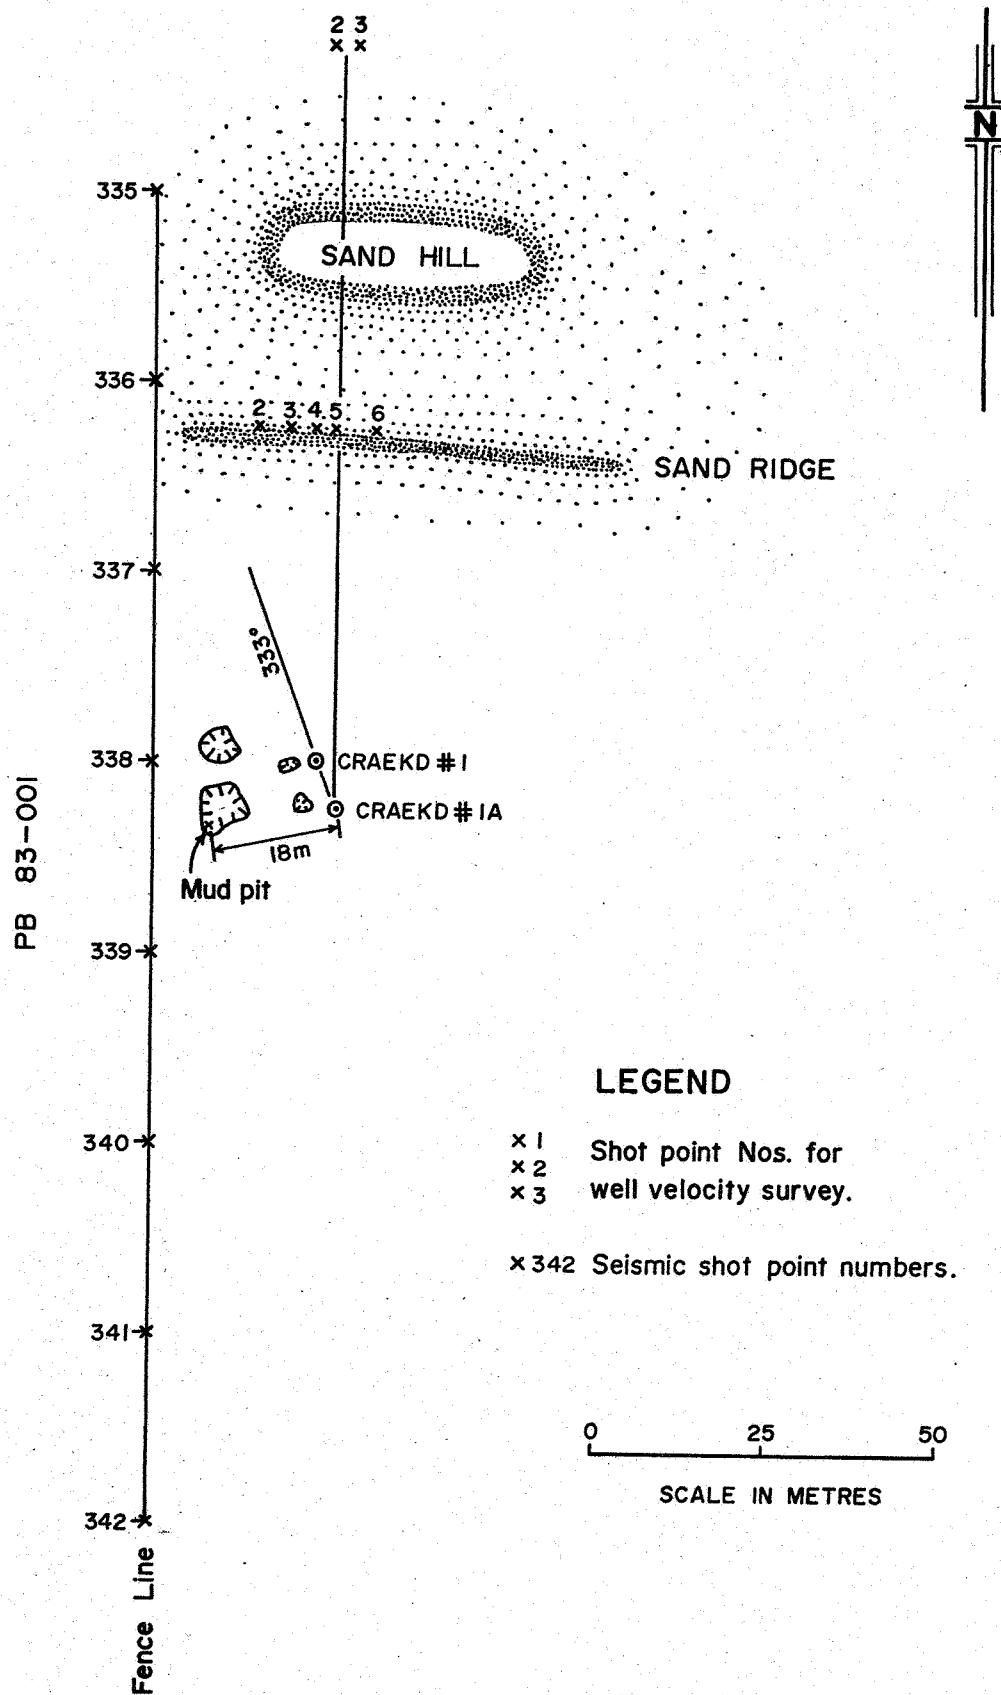 2 3
N
335
SAND HILL
336
2 3 4 5 6
SAND RIDGE
337
333°
338
CRAEKD #1
CRAEKD #1A
18m
Mud pit
PB 83-001
339
LEGEND
340
x 1
x 2
x 3
Shot point Nos. for
well velocity survey.
x 342 Seismic shot point numbers.
341
0 25 50
SCALE IN METRES
342
Fence Line